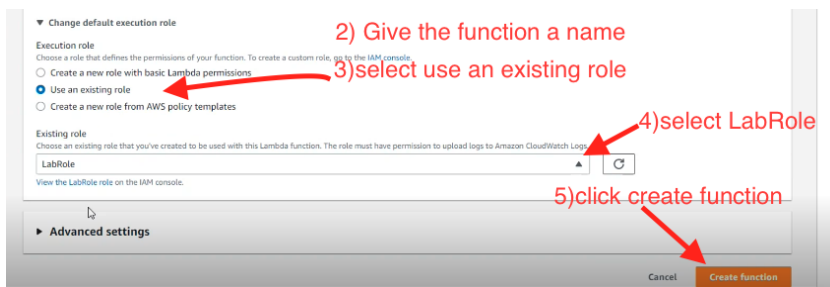 ▼ Change default execution role
2) Give the function a name
Execution role
Choose a role that defines the permissions of your function. To create a custom role, go to the IAM console.
Create a new role with basic Lambda permissions
3)select use an existing role
Use an existing role
Create a new role from AWS policy templates
4)select LabRole
Existing role
Choose an existing role that you've created to be used with this Lambda function. The role must have permission to upload logs to Amazon CloudWatch Logs.
LabRole
View the LabRole role on the IAM console.
5)click create function
▶ Advanced settings
Cancel
Create function